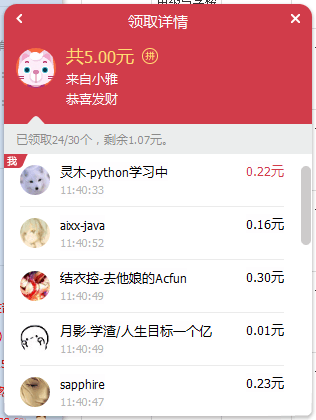 领取详情
共5.00元 拼
来自小雅
恭喜发财
已领取24/30个，剩余1.07元。
我
灵木-python学习中 0.22元
11:40:33
aixx-java 0.16元
11:40:52
结衣控-去他娘的Acfun 0.30元
11:40:49
月影-学渣/人生目标一个亿 0.01元
11:40:49
sapphire 0.23元
11:40:47